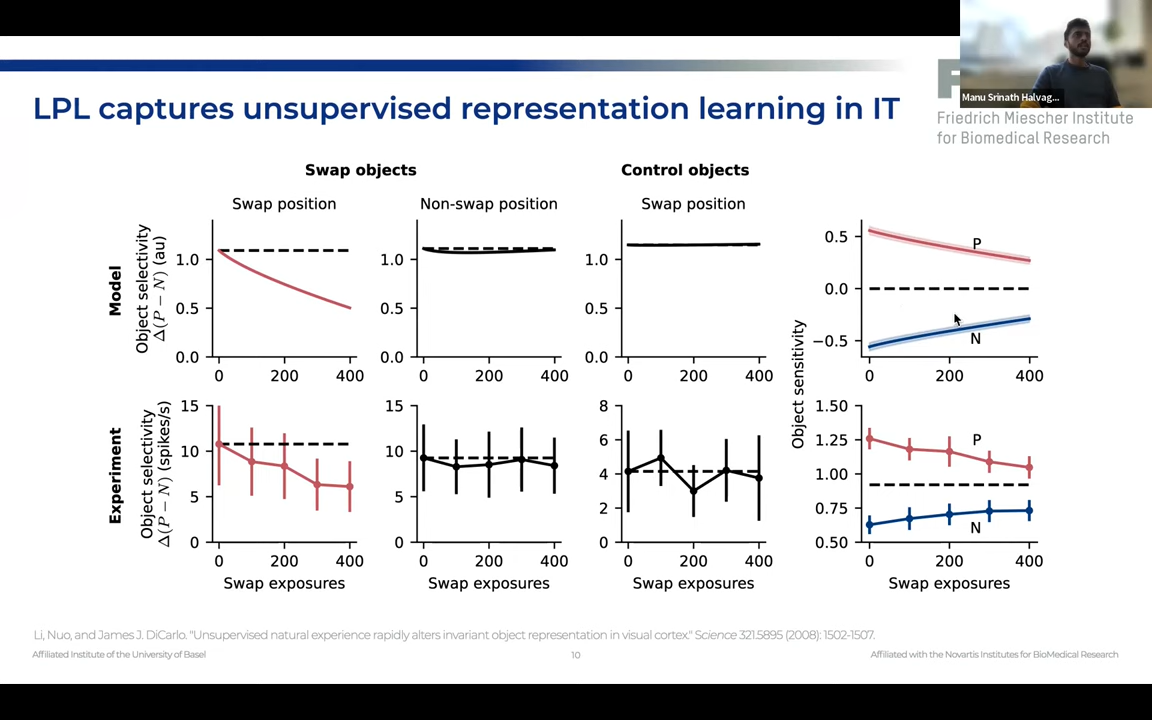 Manu Srinath Halvag...
LPL captures unsupervised representation learning in IT
Friedrich Miescher Institute
for Biomedical Research
Swap objects
Control objects
Swap position
Non-swap position
Swap position
Model
Object selectivity
Δ(P − N) (au)
1.0
0.5
0.0
0 200 400
1.0
0.5
0.0
0 200 400
1.0
0.5
0.0
0 200 400
Object sensitivity
0.5
0.0
−0.5
P
N
0 200 400
Experiment
Object selectivity
Δ(P − N) (spikes/s)
15
10
5
0
0 200 400
Swap exposures
15
10
5
0
0 200 400
Swap exposures
8
6
4
2
0
0 200 400
Swap exposures
1.50
1.25
1.00
0.75
0.50
P
N
0 200 400
Swap exposures
Li, Nuo, and James J. DiCarlo. "Unsupervised natural experience rapidly alters invariant object representation in visual cortex." Science 321.5895 (2008): 1502-1507.
Affiliated Institute of the University of Basel
10
Affiliated with the Novartis Institutes for BioMedical Research